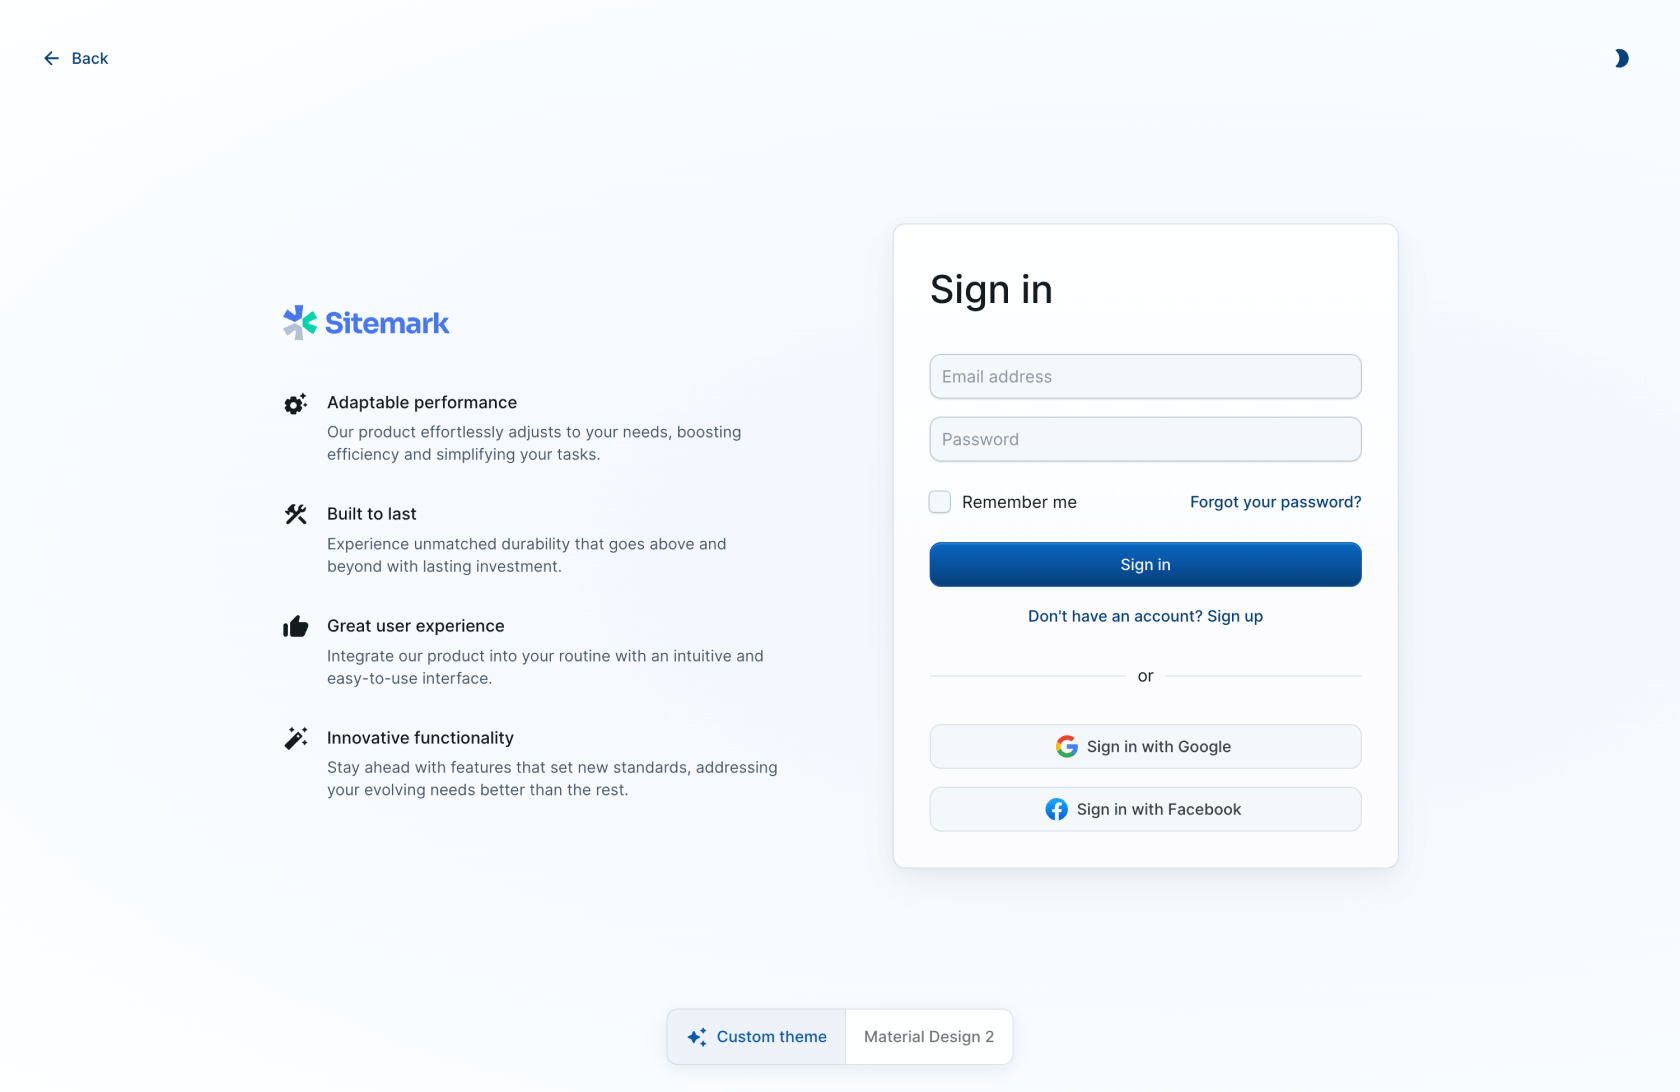 Back
Sitemark
Adaptable performance
Our product effortlessly adjusts to your needs, boosting
efficiency and simplifying your tasks.
Built to last
Experience unmatched durability that goes above and
beyond with lasting investment.
Great user experience
Integrate our product into your routine with an intuitive and
easy-to-use interface.
Innovative functionality
Stay ahead with features that set new standards, addressing
your evolving needs better than the rest.
Sign in
Email address
Password
Remember me
Forgot your password?
Sign in
Don't have an account? Sign up
or
Sign in with Google
Sign in with Facebook
Custom theme
Material Design 2